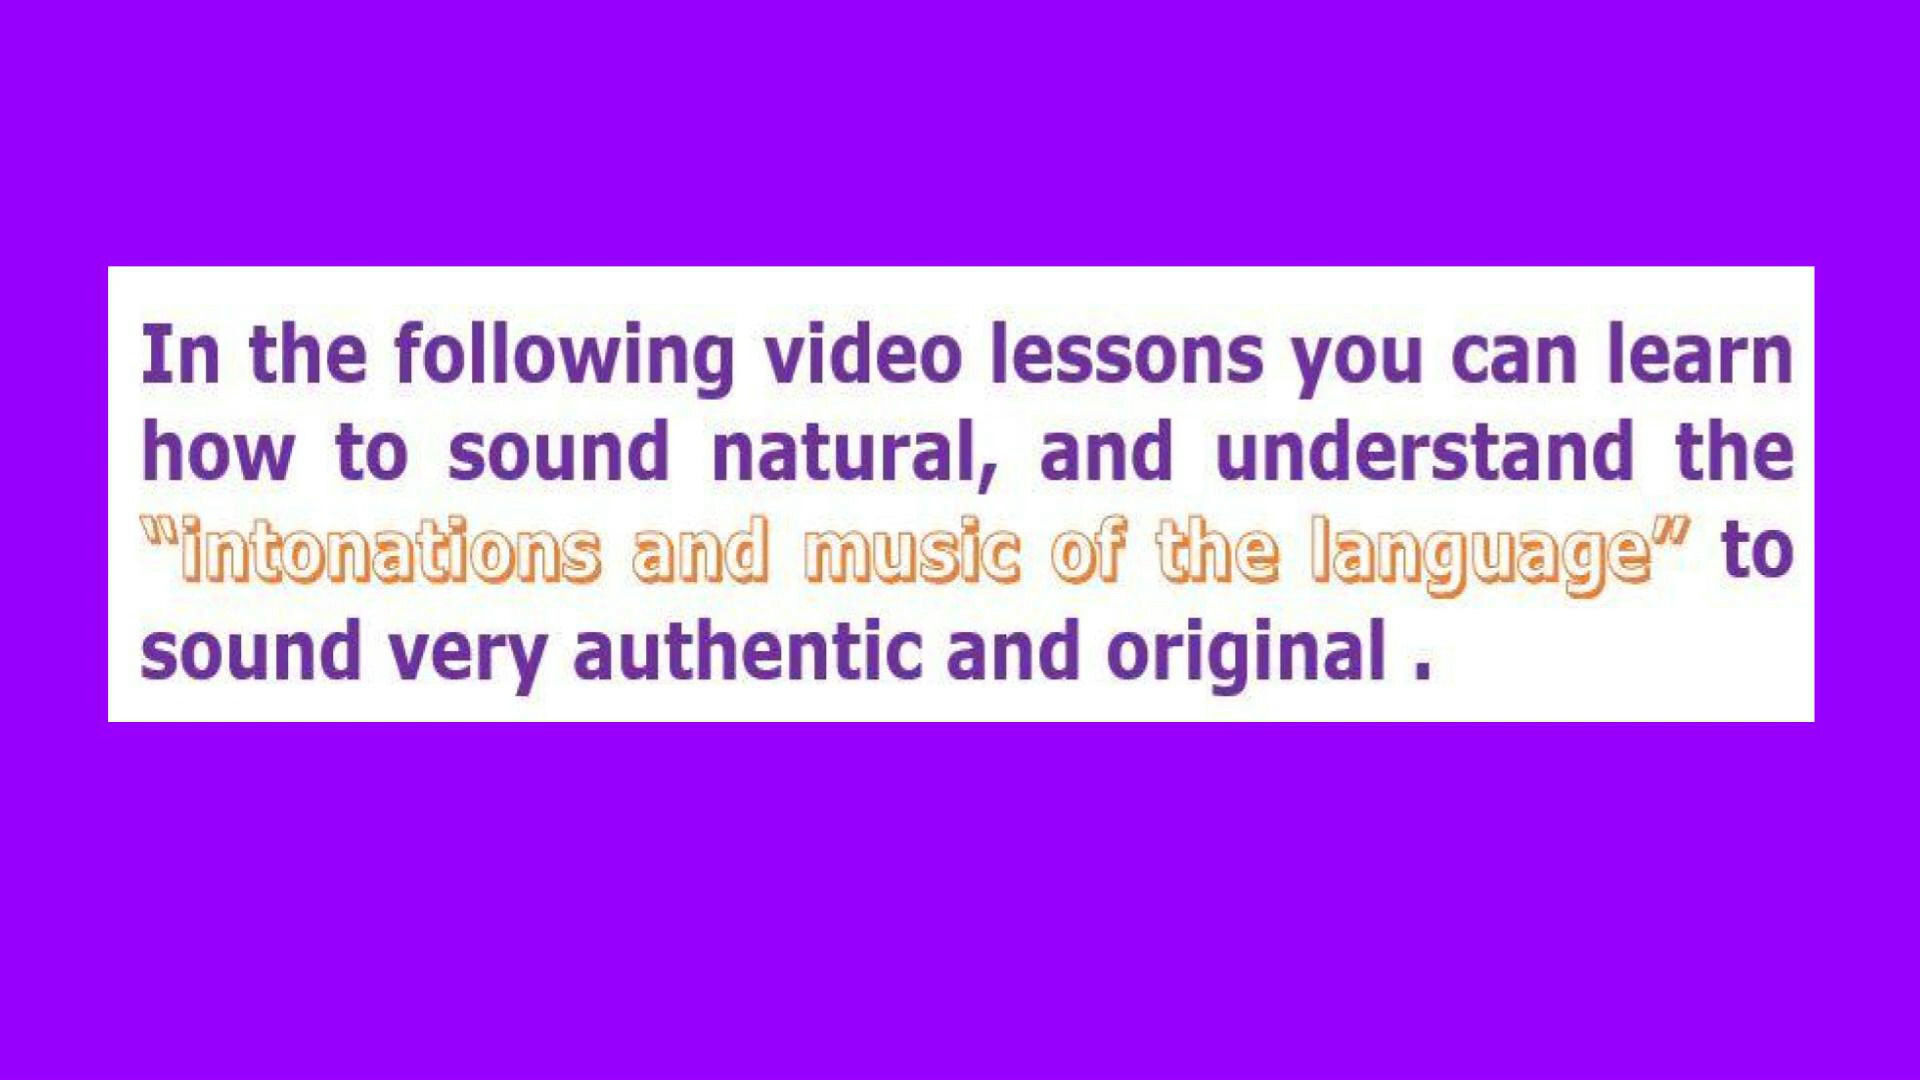 In the following video lessons you can learn
how to sound natural, and understand the
“intonations and music of the language” to
sound very authentic and original .